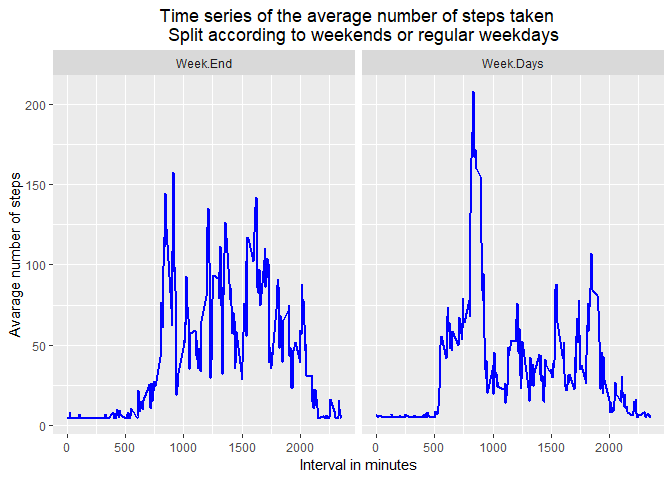 Time series of the average number of steps taken
Split according to weekends or regular weekdays
Week.End
Week.Days
Avarage number of steps
200
150
100
50
0
0 500 1000 1500 2000
0 500 1000 1500 2000
Interval in minutes